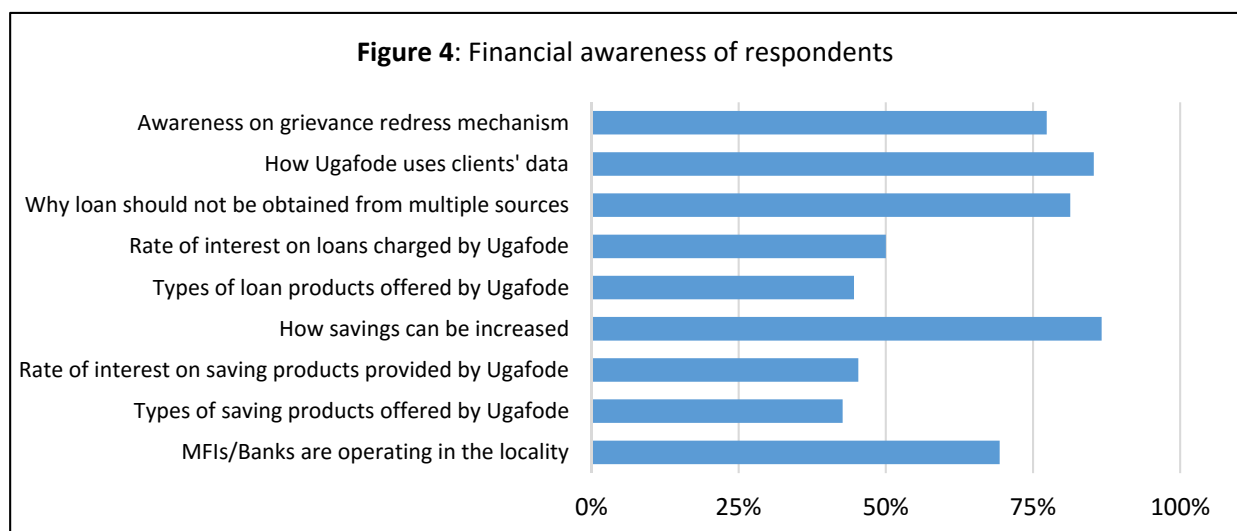 Figure 4: Financial awareness of respondents
Awareness on grievance redress mechanism
How Ugafode uses clients' data
Why loan should not be obtained from multiple sources
Rate of interest on loans charged by Ugafode
Types of loan products offered by Ugafode
How savings can be increased
Rate of interest on saving products provided by Ugafode
Types of saving products offered by Ugafode
MFIs/Banks are operating in the locality
0% 25% 50% 75% 100%